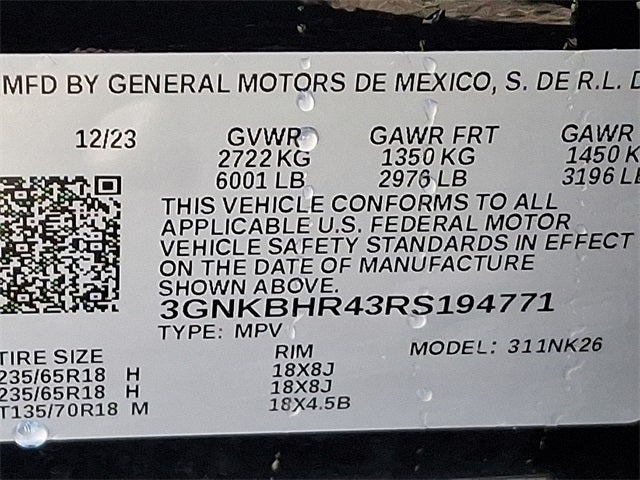 MFD BY GENERAL MOTORS DE MEXICO, S. DE R.L. D
12/23 GVWR GAWR FRT GAWR
2722 KG 1350 KG 1450 K
6001 LB 2976 LB 3196 LB
THIS VEHICLE CONFORMS TO ALL
APPLICABLE U.S. FEDERAL MOTOR
VEHICLE SAFETY STANDARDS IN EFFECT
ON THE DATE OF MANUFACTURE
SHOWN ABOVE.
3GNKBHR43RS194771
TYPE: MPV MODEL: 311NK26
TIRE SIZE RIM
235/65R18 H 18X8J
235/65R18 H 18X8J
T135/70R18 M 18X4.5B